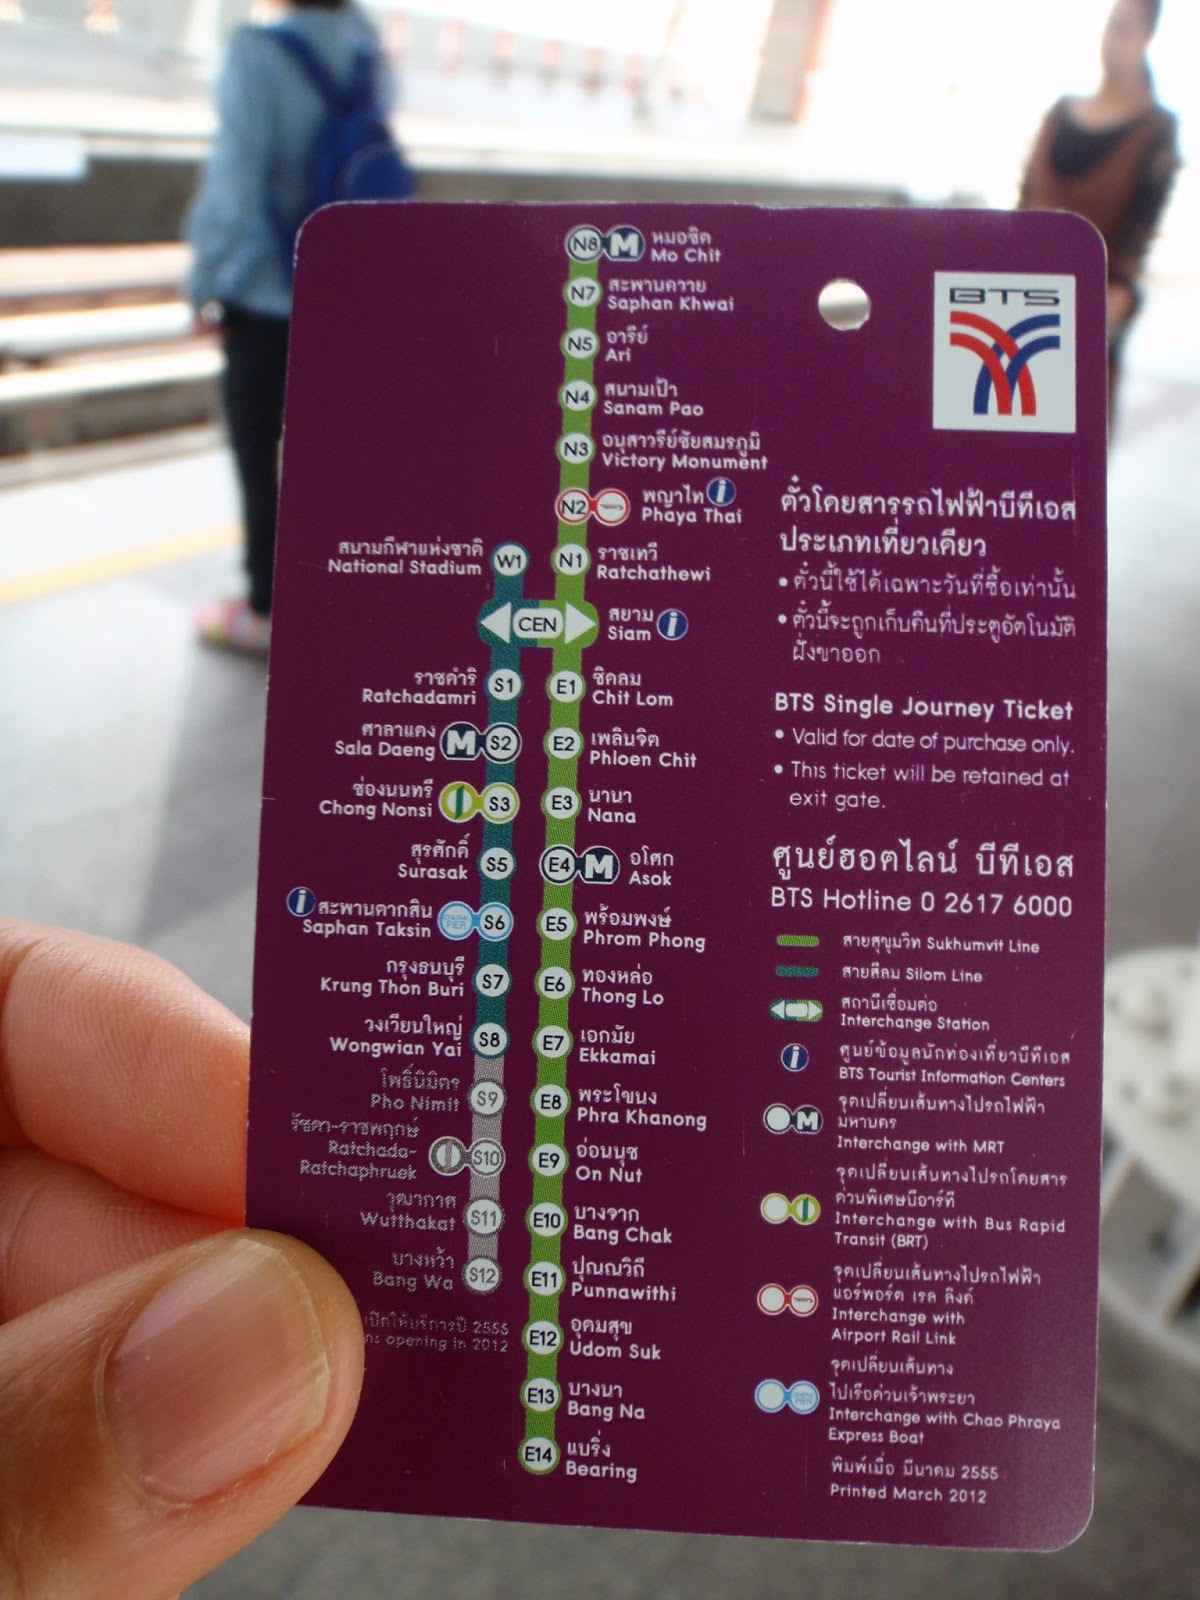 N8 M หมอชิต
Mo Chit
N7 สะพานควาย
Saphan Khwai
N5 อารีย์
Ari
N4 สนามเป้า
Sanam Pao
N3 อนุสาวรีย์ชัยสมรภูมิ
Victory Monument
N2 พญาไท i
Phaya Thai
N1 ราชเทวี
Ratchathewi
สนามกีฬาแห่งชาติ W1
National Stadium
CEN สยาม i
Siam
ราชดำริ S1
Ratchadamri
ศาลาแดง M S2
Sala Daeng
ช่องนนทรี S3
Chong Nonsi
สุรศักดิ์ S5
Surasak
i สะพานตากสิน CENTRAL PIER S6
Saphan Taksin
กรุงธนบุรี S7
Krung Thon Buri
วงเวียนใหญ่ S8
Wongwian Yai
โพธิ์นิมิตร S9
Pho Nimit
รัชดา-ราชพฤกษ์ S10
Ratchada-
Ratchaphruek
วุฒากาศ S11
Wutthakat
บางหว้า S12
Bang Wa
เปิดให้บริการปี 2555
opening in 2012
E1 ชิดลม
Chit Lom
E2 เพลินจิต
Phloen Chit
E3 นานา
Nana
E4 M อโศก
Asok
E5 พร้อมพงษ์
Phrom Phong
E6 ทองหล่อ
Thong Lo
E7 เอกมัย
Ekkamai
E8 พระโขนง
Phra Khanong
E9 อ่อนนุช
On Nut
E10 บางจาก
Bang Chak
E11 ปุณณวิถี
Punnawithi
E12 อุดมสุข
Udom Suk
E13 บางนา
Bang Na
E14 แบริ่ง
Bearing
BTS
ตั๋วโดยสารรถไฟฟ้าบีทีเอส
ประเภทเที่ยวเดียว
• ตั๋วนี้ใช้ได้เฉพาะวันที่ซื้อเท่านั้น
• ตั๋วนี้จะถูกเก็บคืนที่ประตูอัตโนมัติ
ฝั่งขาออก
BTS Single Journey Ticket
• Valid for date of purchase only.
• This ticket will be retained at
exit gate.
ศูนย์ฮอตไลน์ บีทีเอส
BTS Hotline 0 2617 6000
สายสุขุมวิท Sukhumvit Line
สายสีลม Silom Line
สถานีเชื่อมต่อ
Interchange Station
i ศูนย์ข้อมูลนักท่องเที่ยวบีทีเอส
BTS Tourist Information Centers
จุดเปลี่ยนเส้นทางไปรถไฟฟ้า
M มหานคร
Interchange with MRT
จุดเปลี่ยนเส้นทางไปรถโดยสาร
ด่วนพิเศษบีอาร์ที
Interchange with Bus Rapid
Transit (BRT)
จุดเปลี่ยนเส้นทางไปรถไฟฟ้า
แอร์พอร์ต เรล ลิงค์
Interchange with
Airport Rail Link
จุดเปลี่ยนเส้นทาง
CENTRAL PIER ไปเรือด่วนเจ้าพระยา
Interchange with Chao Phraya
Express Boat
พิมพ์เมื่อ มีนาคม 2555
Printed March 2012